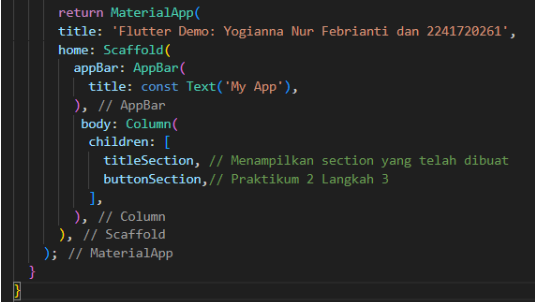 return MaterialApp(
title: 'Flutter Demo: Yogianna Nur Febrianti dan 2241720261',
home: Scaffold(
appBar: AppBar(
title: const Text('My App'),
), // AppBar
body: Column(
children: [
titleSection, // Menampilkan section yang telah dibuat
buttonSection,// Praktikum 2 Langkah 3
],
), // Column
), // Scaffold
); // MaterialApp
}
}